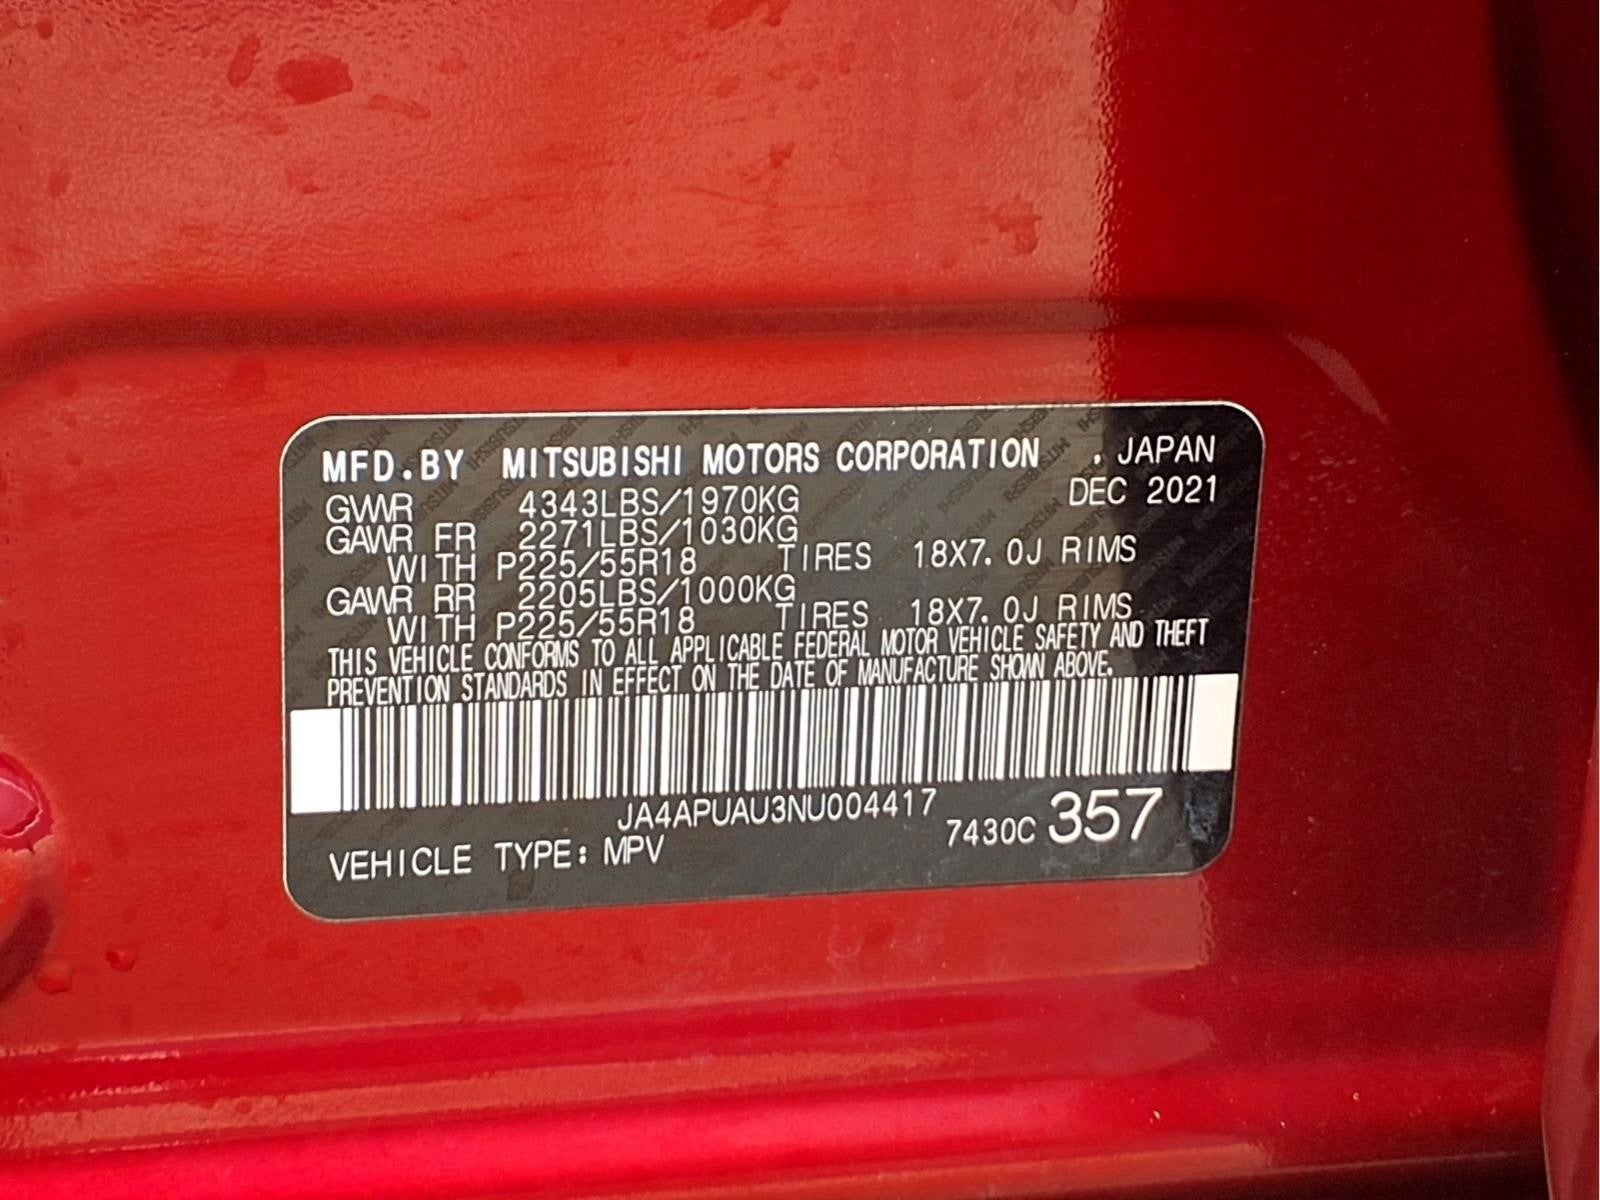 MFD.BY MITSUBISHI MOTORS CORPORATION . JAPAN
GVWR 4343LBS/1970KG DEC 2021
GAWR FR 2271LBS/1030KG
WITH P225/55R18 TIRES 18X7.0J RIMS
GAWR RR 2205LBS/1000KG
WITH P225/55R18 TIRES 18X7.0J RIMS
THIS VEHICLE CONFORMS TO ALL APPLICABLE FEDERAL MOTOR VEHICLE SAFETY AND THEFT
PREVENTION STANDARDS IN EFFECT ON THE DATE OF MANUFACTURE SHOWN ABOVE.
JA4APUAU3NU004417
VEHICLE TYPE: MPV 7430C 357